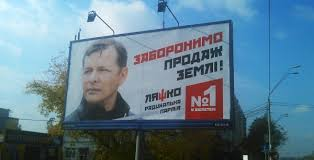 ЗАБОРОНИМО
ПРОДАЖ
ЗЕМЛІ!
ЛЯШКО
РАДИКАЛЬНА
ПАРТІЯ
№1